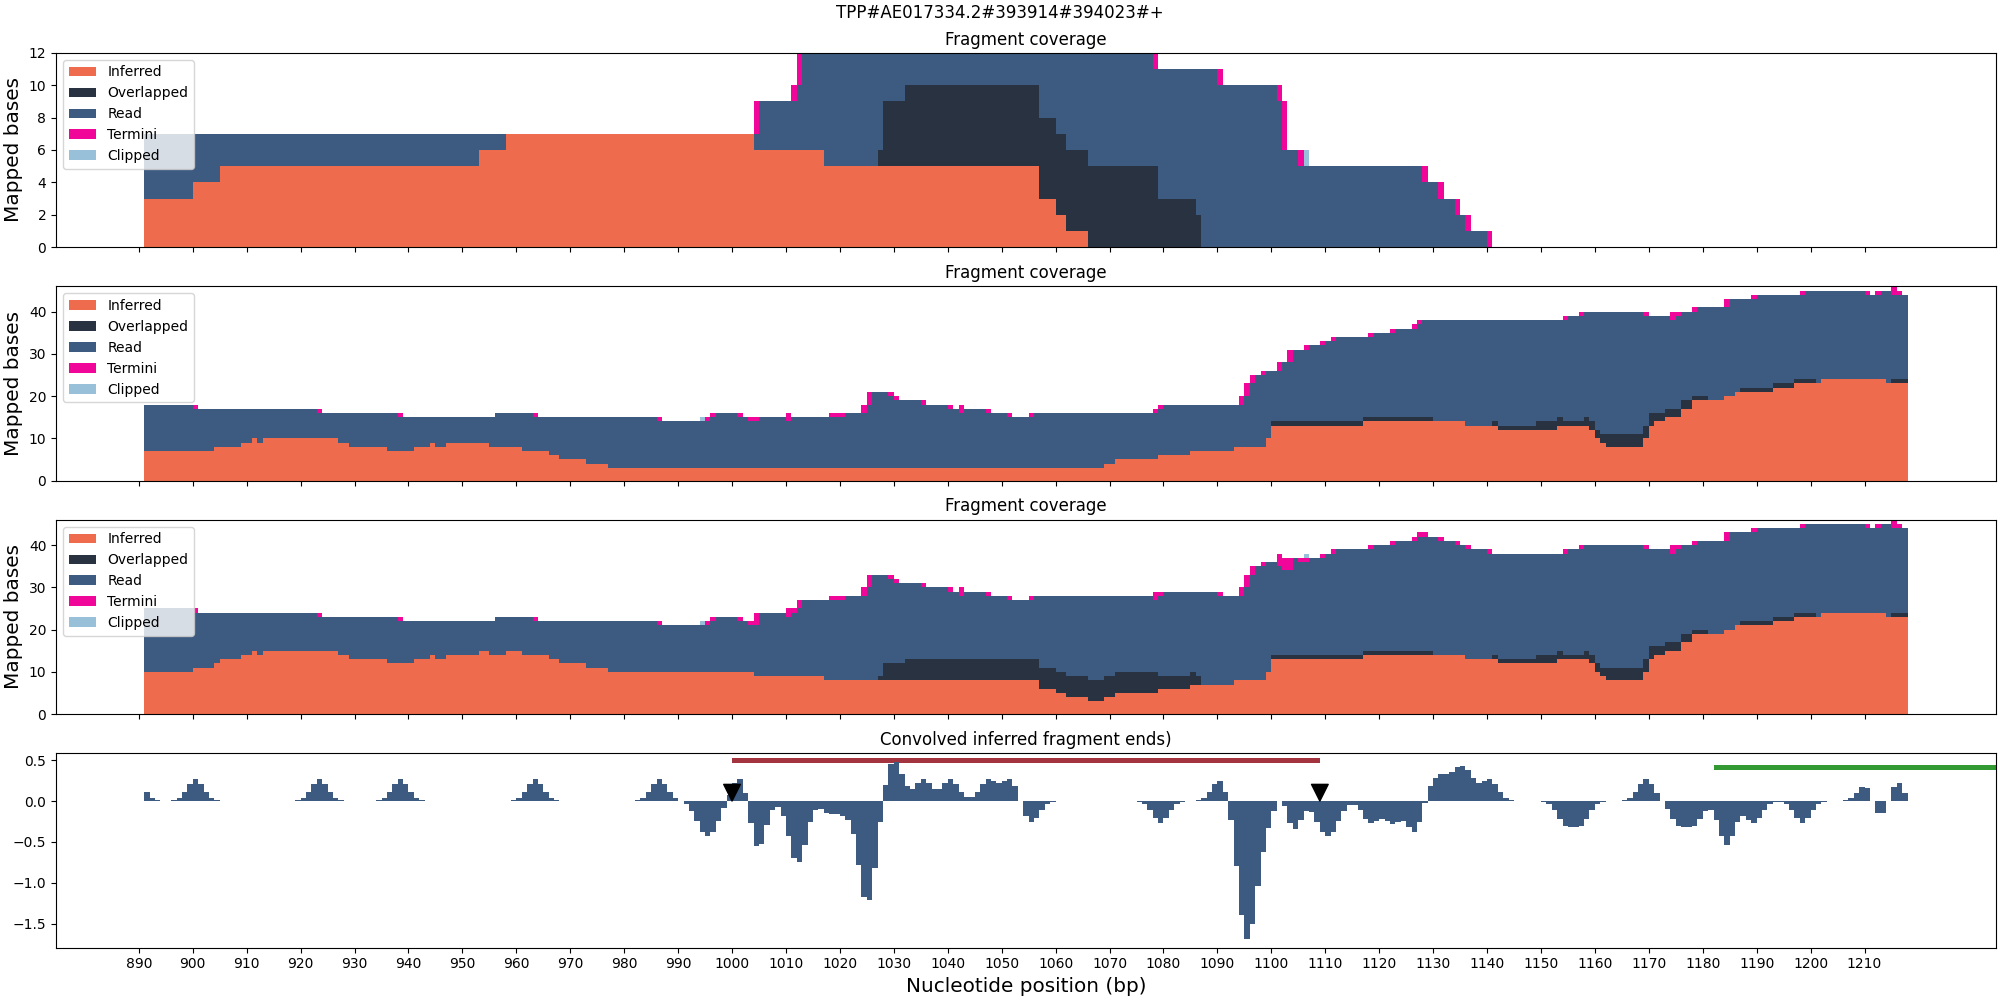 TPP#AE017334.2#393914#394023#+
Fragment coverage
Mapped bases
12
10
8
6
4
2
0
Inferred
Overlapped
Read
Termini
Clipped
Fragment coverage
Mapped bases
40
30
20
10
0
Inferred
Overlapped
Read
Termini
Clipped
Fragment coverage
Mapped bases
40
30
20
10
0
Inferred
Overlapped
Read
Termini
Clipped
Convolved inferred fragment ends)
0.5
0.0
−0.5
−1.0
−1.5
890 900 910 920 930 940 950 960 970 980 990 1000 1010 1020 1030 1040 1050 1060 1070 1080 1090 1100 1110 1120 1130 1140 1150 1160 1170 1180 1190 1200 1210
Nucleotide position (bp)